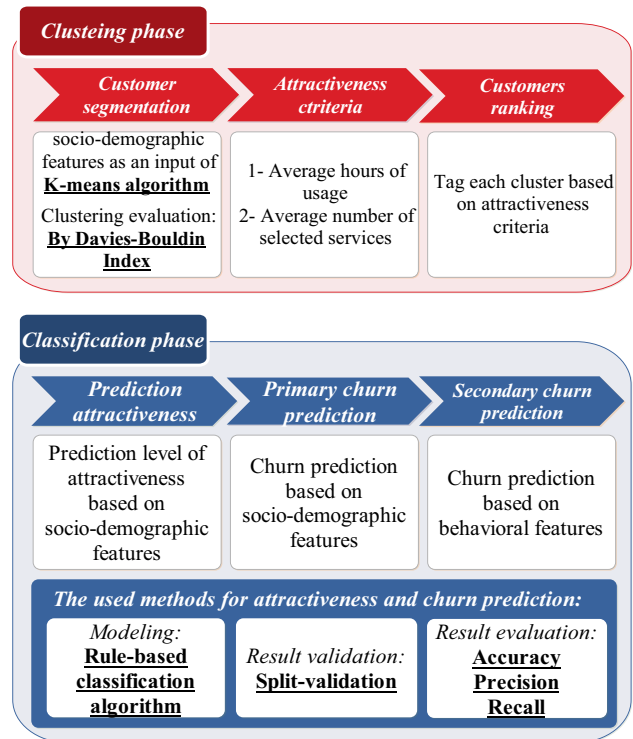 Clusteing phase
Customer
segmentation
Attractiveness
ctriteria
Customers
ranking
socio-demographic
features as an input of
K-means algorithm
Clustering evaluation:
By Davies-Bouldin
Index
1- Average hours of
usage
2- Average number of
selected services
Tag each cluster based
on attractiveness
criteria
Classification phase
Prediction
attractiveness
Primary churn
prediction
Secondary churn
prediction
Prediction level of
attractiveness
based on
socio-demographic
features
Churn prediction
based on
socio-demographic
features
Churn prediction
based on
behavioral features
The used methods for attractiveness and churn prediction:
Modeling:
Rule-based
classification
algorithm
Result validation:
Split-validation
Result evaluation:
Accuracy
Precision
Recall